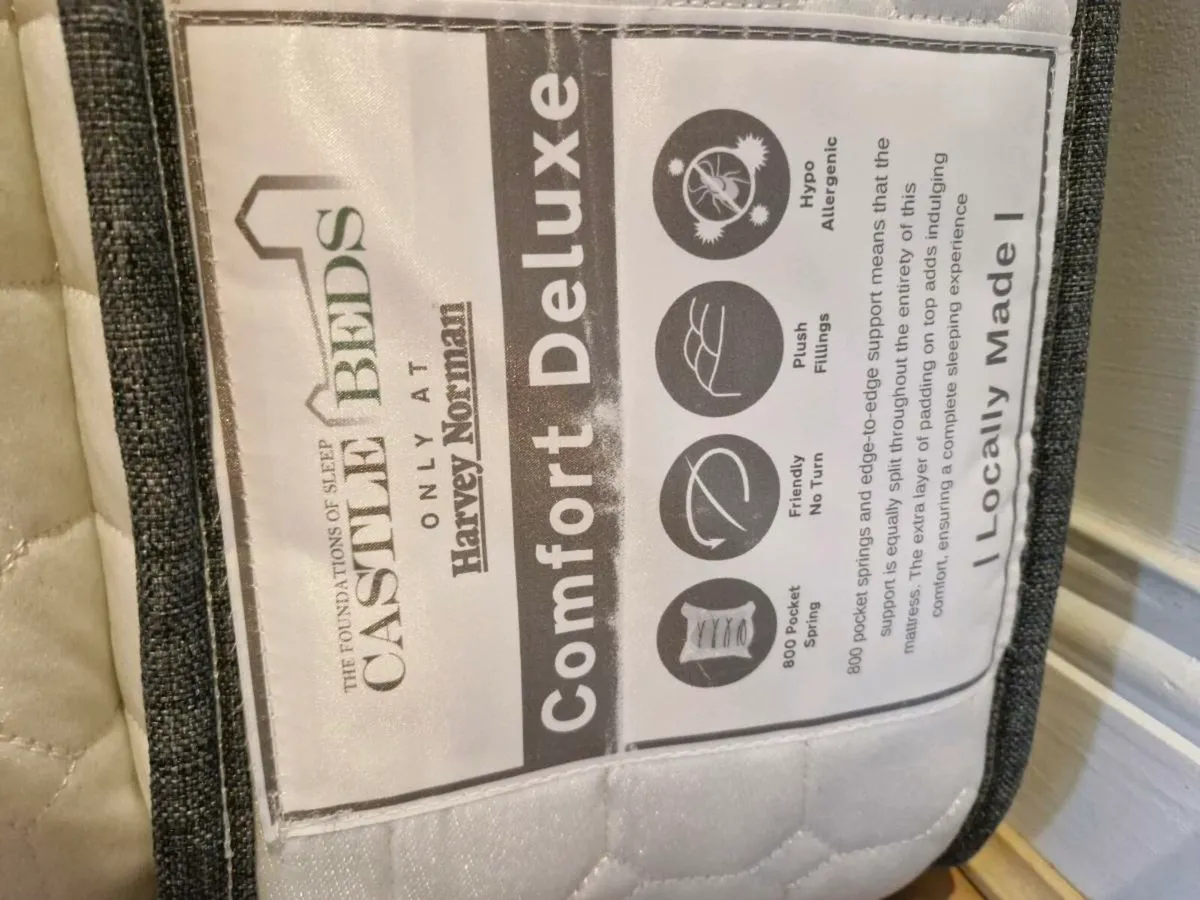 THE FOUNDATIONS OF SLEEP
CASTLE BEDS
ONLY AT
Harvey Norman
Comfort Deluxe
800 Pocket
Spring
Friendly
No Turn
Plush
Fillings
Hypo
Allergenic
800 pocket springs and edge-to-edge support means that the
support is equally split throughout the entirety of this
mattress. The extra layer of padding on top adds indulging
comfort, ensuring a complete sleeping experience
| Locally Made |